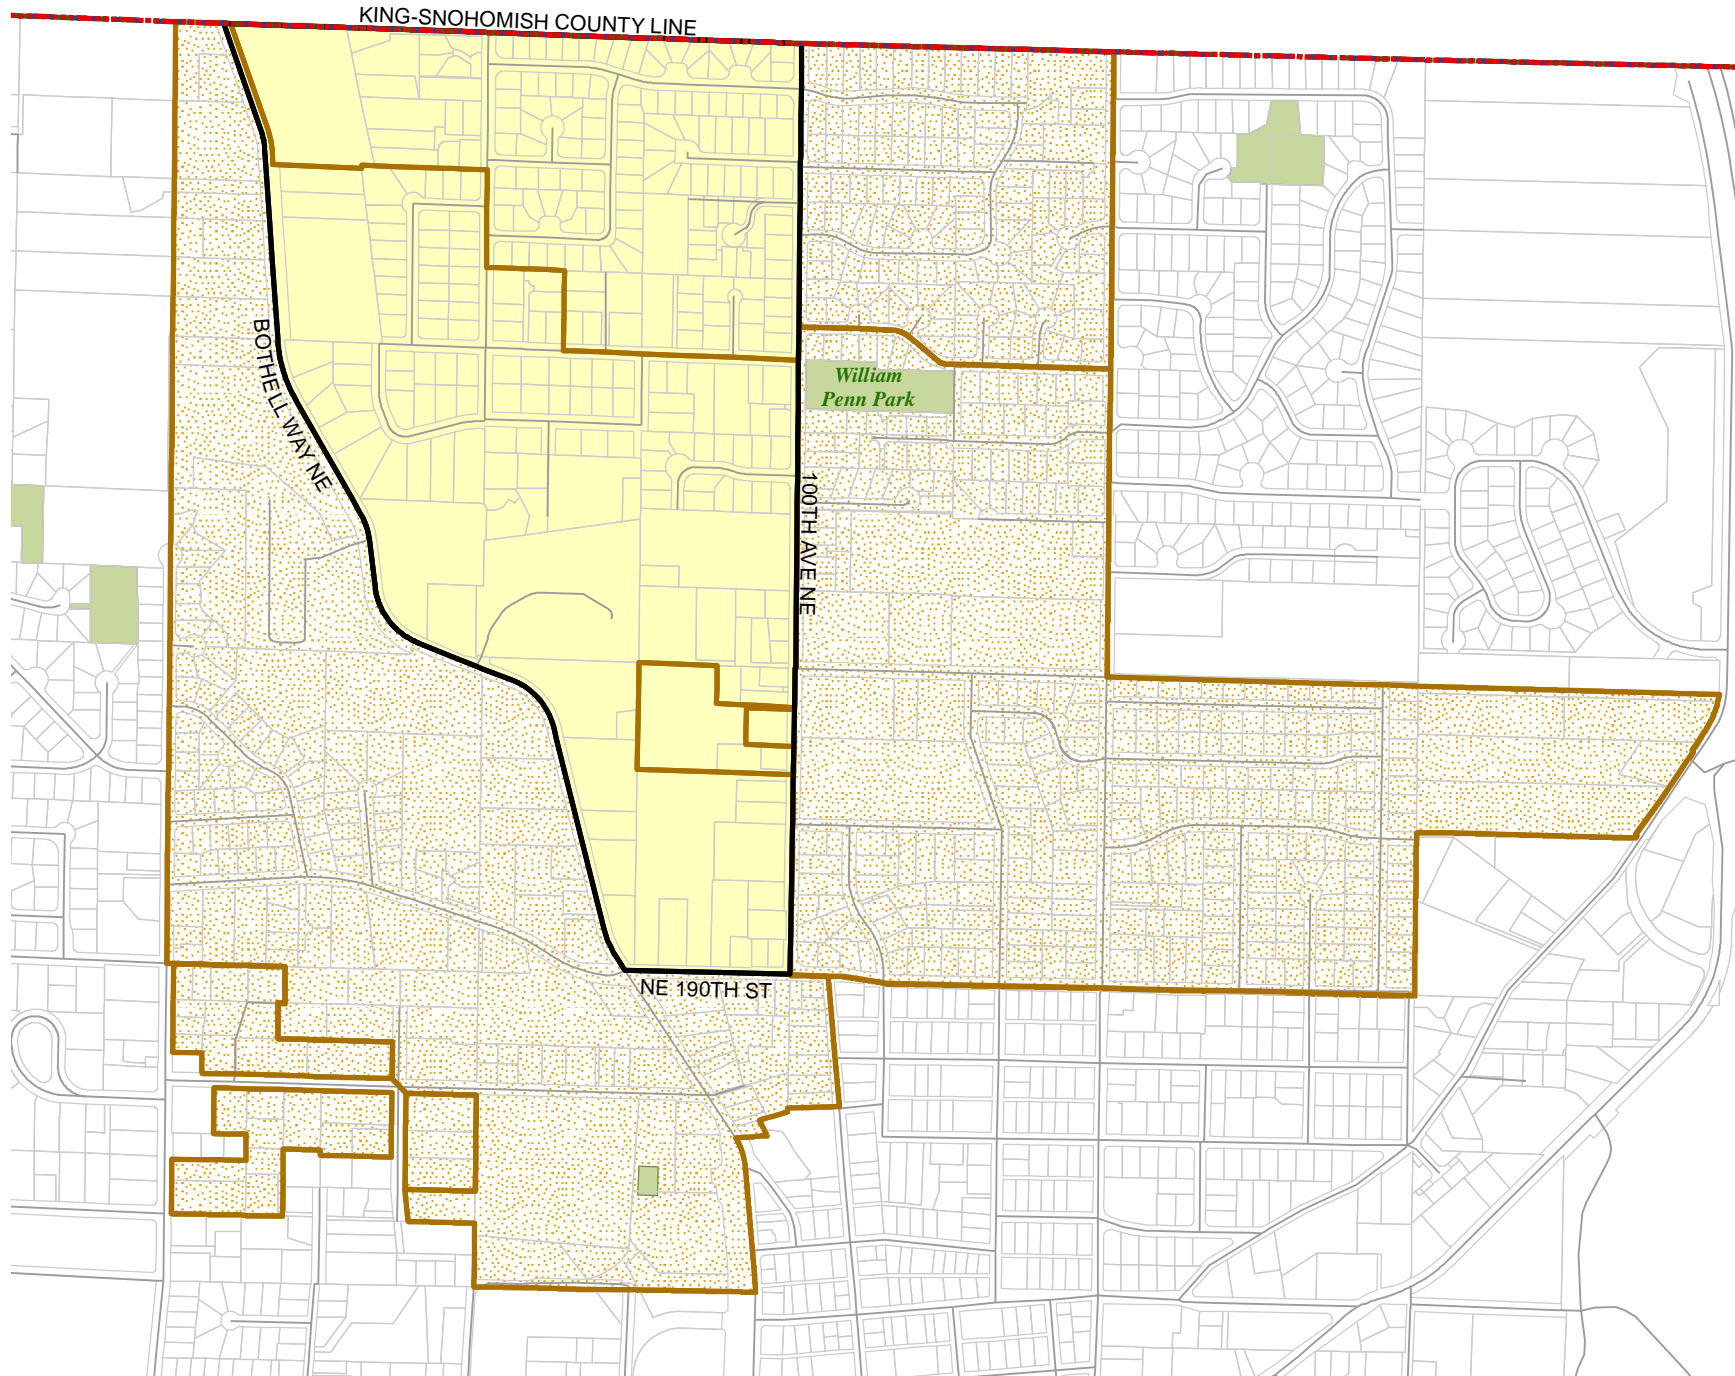 KING-SNOHOMISH COUNTY LINE
BOTHELL WAY NE
William
Penn Park
100TH AVE NE
NE 190TH ST